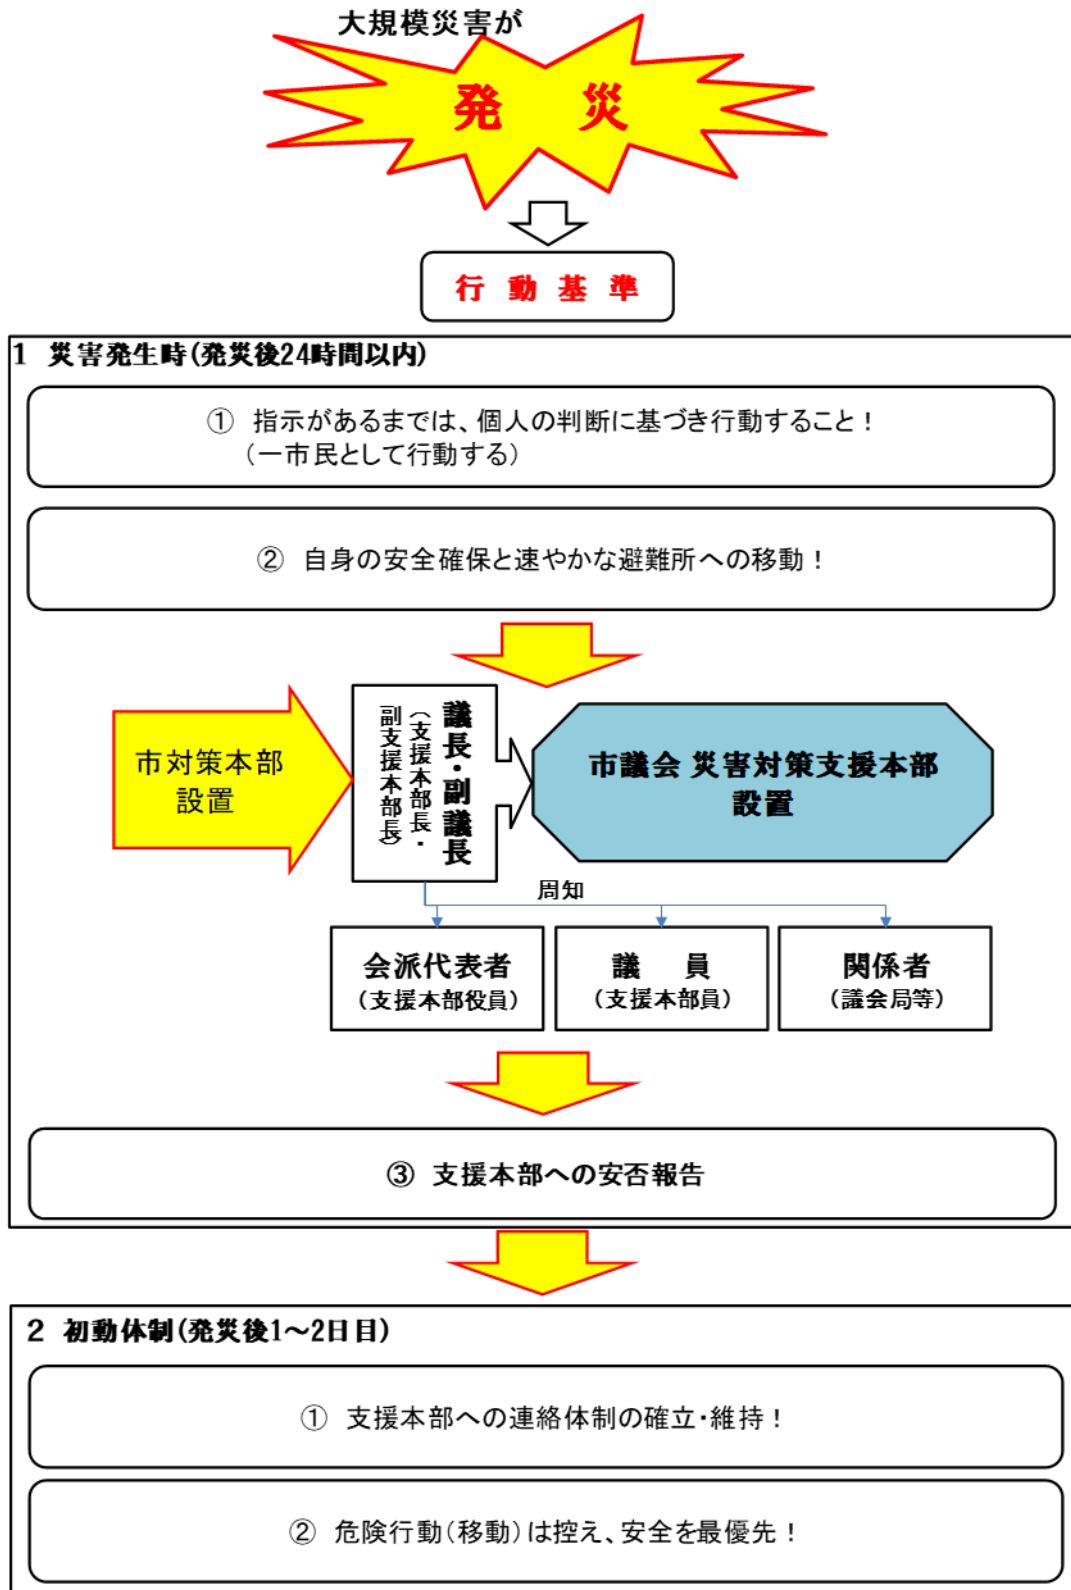 大規模災害が
発 災
行 動 基 準
1 災害発生時(発災後24時間以内)
① 指示があるまでは、個人の判断に基づき行動すること！
(一市民として行動する)
② 自身の安全確保と速やかな避難所への移動！
市対策本部
設置
議長・副議長
(支援本部長・
副支援本部長)
市議会 災害対策支援本部
設置
周知
会派代表者
(支援本部役員)
議 員
(支援本部員)
関係者
(議会局等)
③ 支援本部への安否報告
2 初動体制(発災後1～2日目)
① 支援本部への連絡体制の確立・維持！
② 危険行動(移動)は控え、安全を最優先！